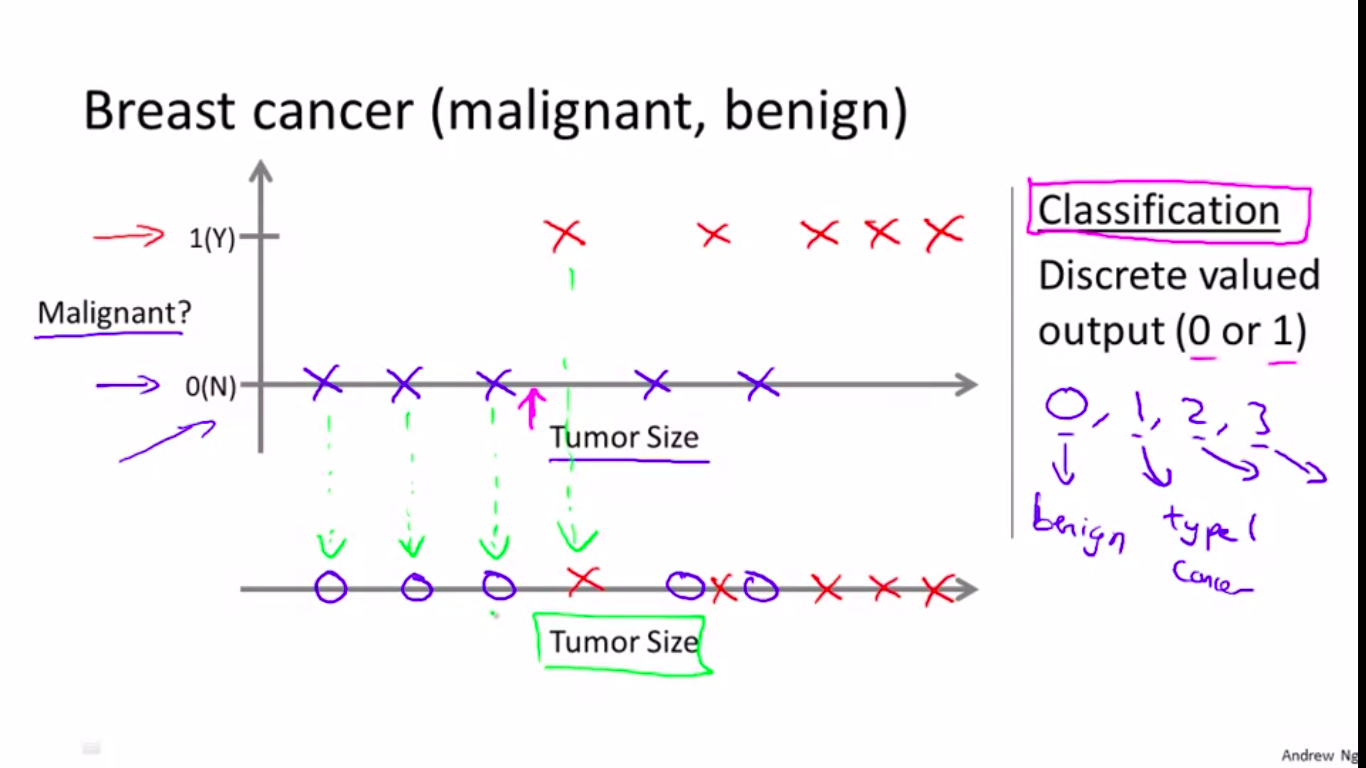 Breast cancer (malignant, benign)
1(Y)
Malignant?
0(N)
Tumor Size
Tumor Size
Classification
Discrete valued
output (0 or 1)
0, 1, 2, 3
benign
type 1
cancer
Andrew Ng